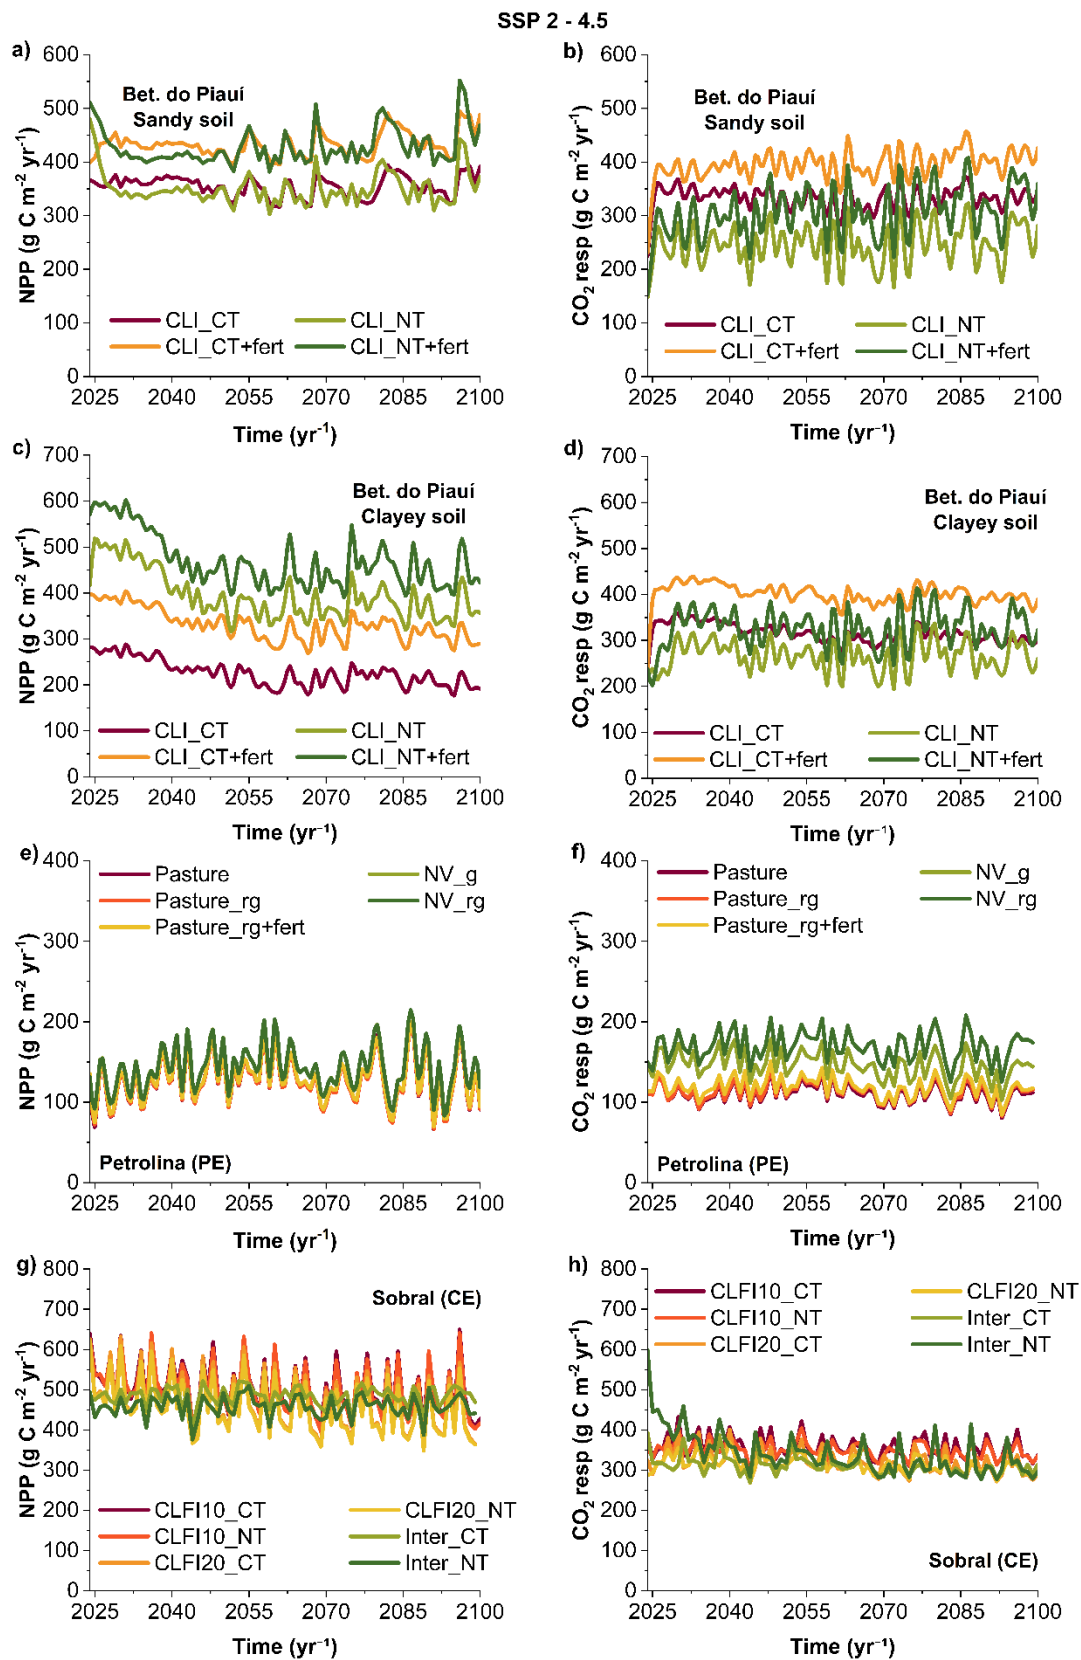 SSP 2 - 4.5
a)
NPP (g C m⁻² yr⁻¹)
600
500
400
300
200
100
0
Bet. do Piauí
Sandy soil
CLI_CT
CLI_NT
CLI_CT+fert
CLI_NT+fert
2025 2040 2055 2070 2085 2100
Time (yr⁻¹)
b)
CO₂ resp (g C m⁻² yr⁻¹)
600
500
400
300
200
100
0
Bet. do Piauí
Sandy soil
CLI_CT
CLI_NT
CLI_CT+fert
CLI_NT+fert
2025 2040 2055 2070 2085 2100
Time (yr⁻¹)
c)
NPP (g C m⁻² yr⁻¹)
700
600
500
400
300
200
100
0
Bet. do Piauí
Clayey soil
CLI_CT
CLI_NT
CLI_CT+fert
CLI_NT+fert
2025 2040 2055 2070 2085 2100
Time (yr⁻¹)
d)
CO₂ resp (g C m⁻² yr⁻¹)
700
600
500
400
300
200
100
0
Bet. do Piauí
Clayey soil
CLI_CT
CLI_NT
CLI_CT+fert
CLI_NT+fert
2025 2040 2055 2070 2085 2100
Time (yr⁻¹)
e)
NPP (g C m⁻² yr⁻¹)
400
300
200
100
0
Pasture
NV_g
Pasture_rg
NV_rg
Pasture_rg+fert
Petrolina (PE)
2025 2040 2055 2070 2085 2100
Time (yr⁻¹)
f)
CO₂ resp (g C m⁻² yr⁻¹)
400
300
200
100
0
Pasture
NV_g
Pasture_rg
NV_rg
Pasture_rg+fert
Petrolina (PE)
2025 2040 2055 2070 2085 2100
Time (yr⁻¹)
g)
NPP (g C m⁻² yr⁻¹)
800
700
600
500
400
300
200
100
0
Sobral (CE)
CLFI10_CT
CLFI20_NT
CLFI10_NT
Inter_CT
CLFI20_CT
Inter_NT
2025 2040 2055 2070 2085 2100
Time (yr⁻¹)
h)
CO₂ resp (g C m⁻² yr⁻¹)
800
700
600
500
400
300
200
100
0
CLFI10_CT
CLFI20_NT
CLFI10_NT
Inter_CT
CLFI20_CT
Inter_NT
Sobral (CE)
2025 2040 2055 2070 2085 2100
Time (yr⁻¹)